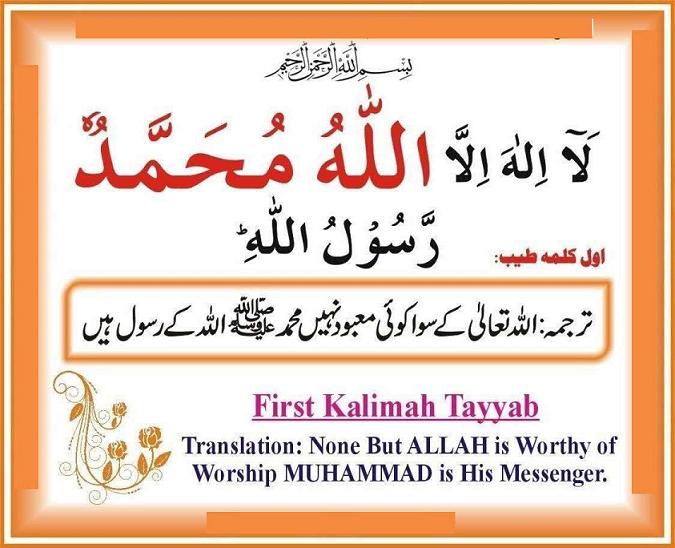 بِسْمِ اللّٰهِ الرَّحْمٰنِ الرَّحِيْمِ
لَآ اِلٰهَ اِلَّا اللّٰهُ مُحَمَّدٌ
رَّسُوْلُ اللّٰهِ ؕ
اول کلمه طیب:
ترجمہ: اللہ تعالیٰ کے سوا کوئی معبود نہیں محمد ﷺ اللہ کے رسول ہیں
First Kalimah Tayyab
Translation: None But ALLAH is Worthy of
Worship MUHAMMAD is His Messenger.